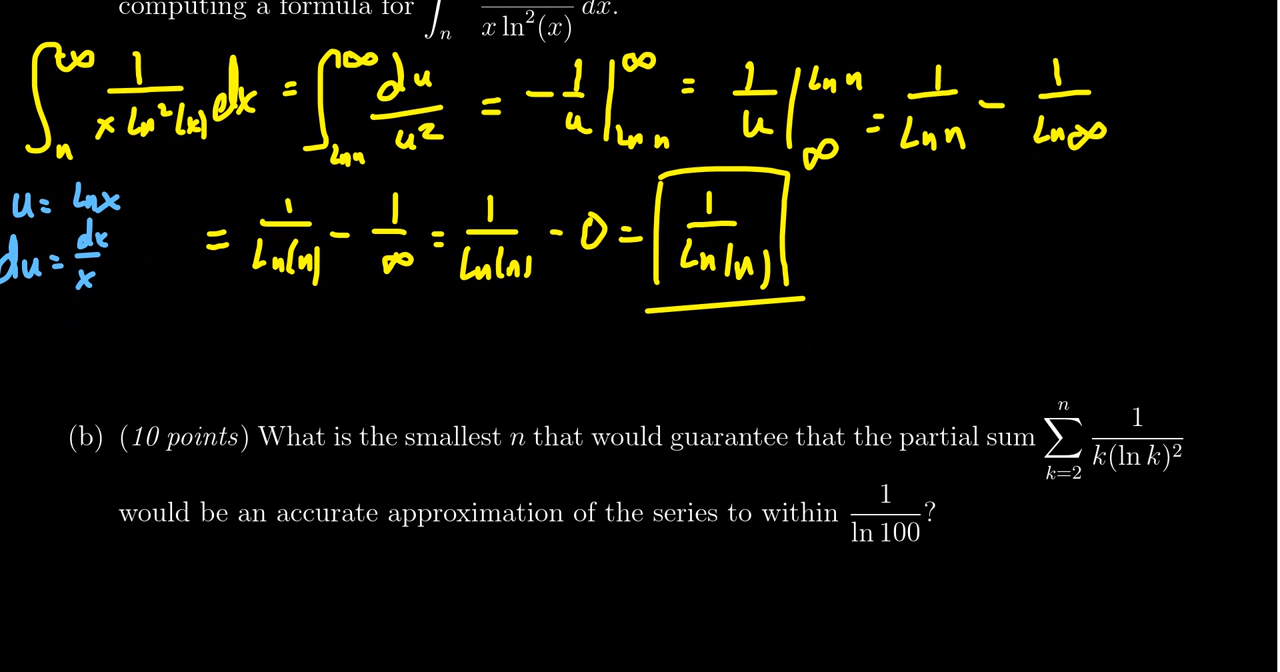 computing a formula for ∫_n 1/(x ln²(x)) dx.
∫_n^∞ 1/(x Ln²(x)) dx = ∫_{Ln n}^∞ du/u² = -1/u |_{Ln n}^∞ = 1/u |_∞^{Ln n} = 1/(Ln n) - 1/(Ln ∞)
u = Ln x
du = dx/x
= 1/(Ln(n)) - 1/∞ = 1/(Ln(n)) - 0 = 1/(Ln(n))
(b) (10 points) What is the smallest n that would guarantee that the partial sum ∑_{k=2}^n 1/(k(ln k)²)
would be an accurate approximation of the series to within 1/(ln 100)?